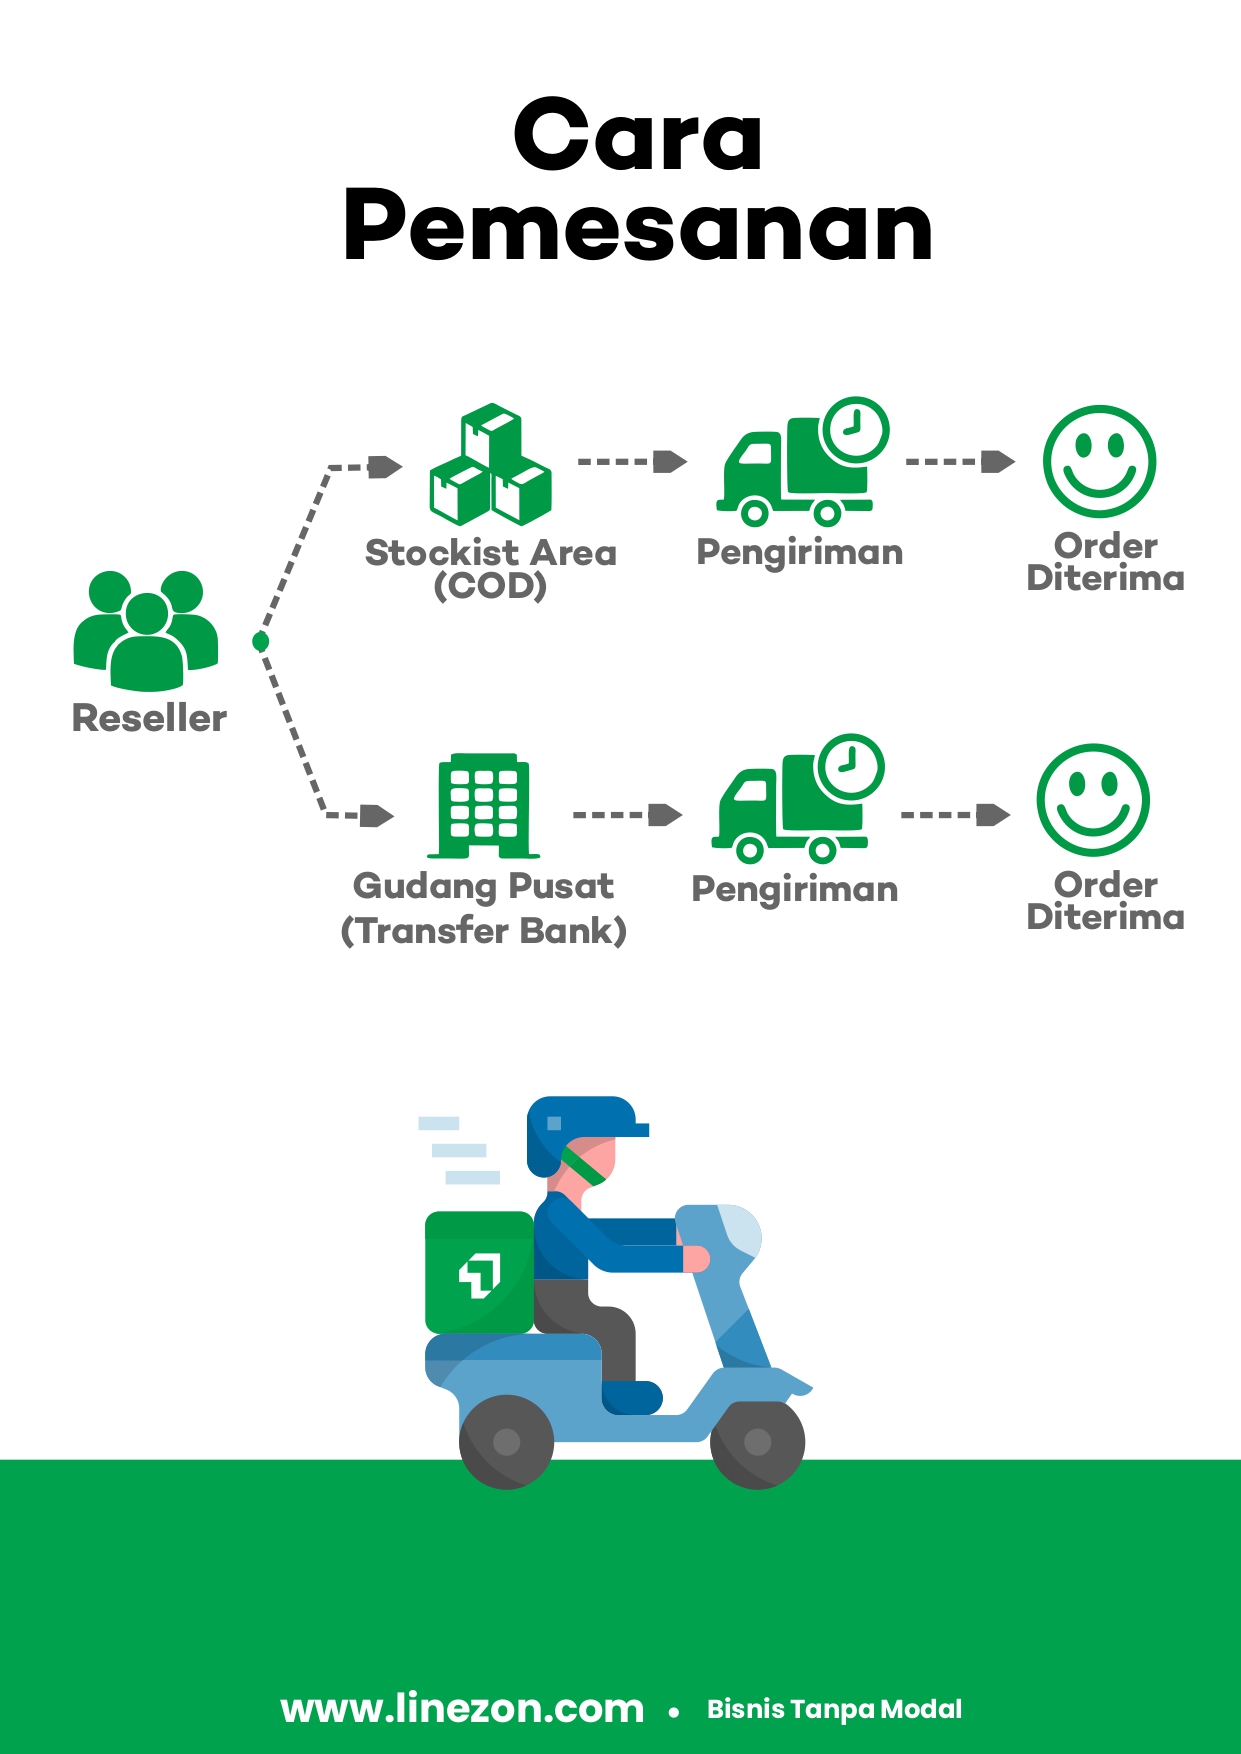 Cara
Pemesanan
Stockist Area
(COD)
Pengiriman
Order
Diterima
Reseller
Gudang Pusat
(Transfer Bank)
Pengiriman
Order
Diterima
www.linezon.com • Bisnis Tanpa Modal